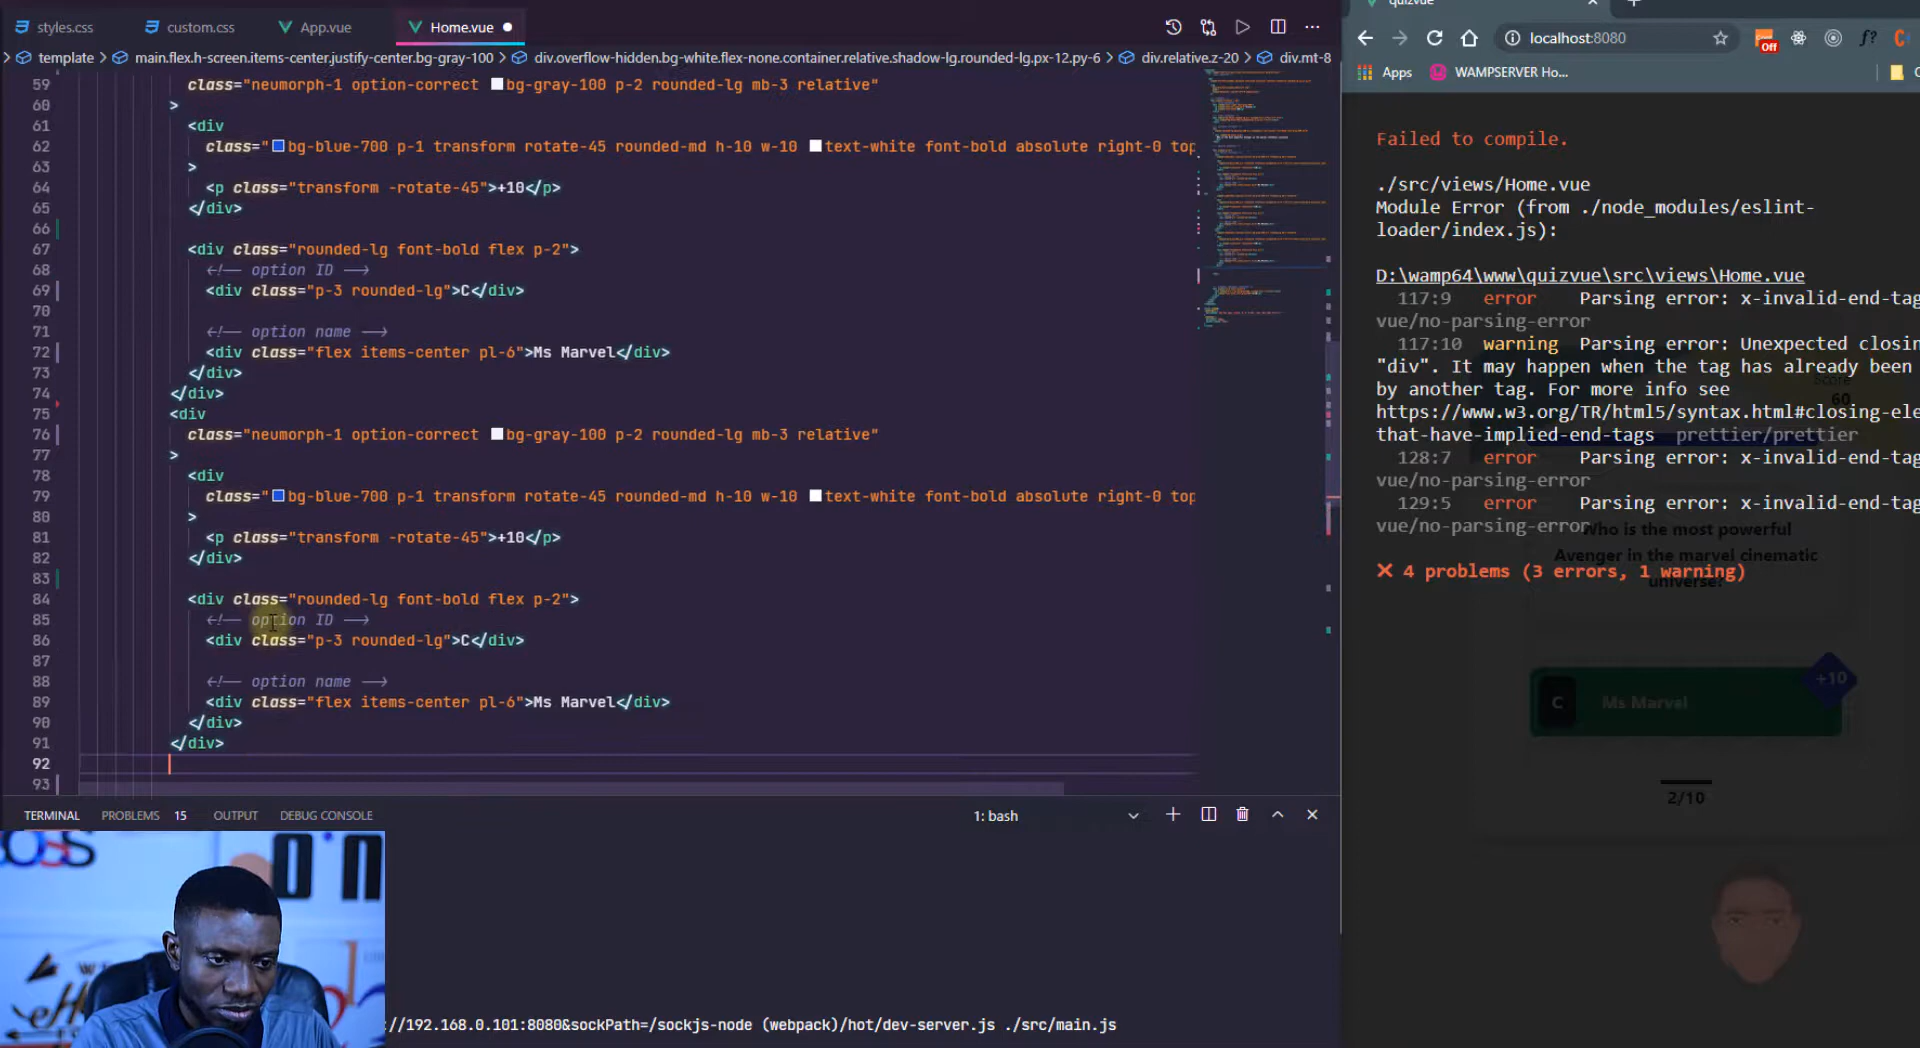 styles.css
custom.css
App.vue
Home.vue
template
main.flex.h-screen.items-center.justify-center.bg-gray-100
div.overflow-hidden.bg-white.flex-none.container.relative.shadow-lg.rounded-lg.px-12.py-6
div.relative.z-20
div.mt-8
59 class="neumorph-1 option-correct bg-gray-100 p-2 rounded-lg mb-3 relative"
60 >
61 <div
62 class="bg-blue-700 p-1 transform rotate-45 rounded-md h-10 w-10 text-white font-bold absolute right-0 top
63 >
64 <p class="transform -rotate-45">+10</p>
65 </div>
66
67 <div class="rounded-lg font-bold flex p-2">
68 <!-- option ID -->
69 <div class="p-3 rounded-lg">C</div>
70
71 <!-- option name -->
72 <div class="flex items-center pl-6">Ms Marvel</div>
73 </div>
74 </div>
75 <div
76 class="neumorph-1 option-correct bg-gray-100 p-2 rounded-lg mb-3 relative"
77 >
78 <div
79 class="bg-blue-700 p-1 transform rotate-45 rounded-md h-10 w-10 text-white font-bold absolute right-0 top
80 >
81 <p class="transform -rotate-45">+10</p>
82 </div>
83
84 <div class="rounded-lg font-bold flex p-2">
85 <!-- option ID -->
86 <div class="p-3 rounded-lg">C</div>
87
88 <!-- option name -->
89 <div class="flex items-center pl-6">Ms Marvel</div>
90 </div>
91 </div>
92
93
TERMINAL PROBLEMS 15 OUTPUT DEBUG CONSOLE
1: bash
//192.168.0.101:8080&sockPath=/sockjs-node (webpack)/hot/dev-server.js ./src/main.js
quizvue
localhost:8080
Off
f?
Apps
WAMPSERVER Ho...
Failed to compile.
./src/views/Home.vue
Module Error (from ./node_modules/eslint-
loader/index.js):
D:\wamp64\www\quizvue\src\views\Home.vue
117:9 error Parsing error: x-invalid-end-tag
vue/no-parsing-error
117:10 warning Parsing error: Unexpected closin
"div". It may happen when the tag has already been
by another tag. For more info see
https://www.w3.org/TR/html5/syntax.html#closing-ele
that-have-implied-end-tags prettier/prettier
128:7 error Parsing error: x-invalid-end-tag
vue/no-parsing-error
129:5 error Parsing error: x-invalid-end-tag
vue/no-parsing-error
✕ 4 problems (3 errors, 1 warning)
Score
60
Who is the most powerful
Avenger in the marvel cinematic
universe?
C
Ms Marvel
+10
2/10